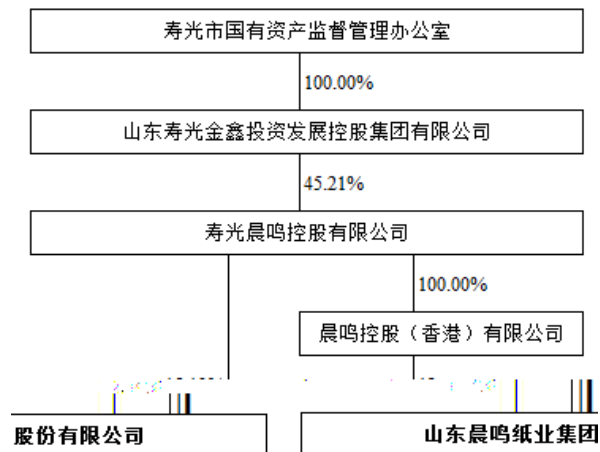 寿光市国有资产监督管理办公室
100.00%
山东寿光金鑫投资发展控股集团有限公司
45.21%
寿光晨鸣控股有限公司
100.00%
晨鸣控股（香港）有限公司
股份有限公司
山东晨鸣纸业集团